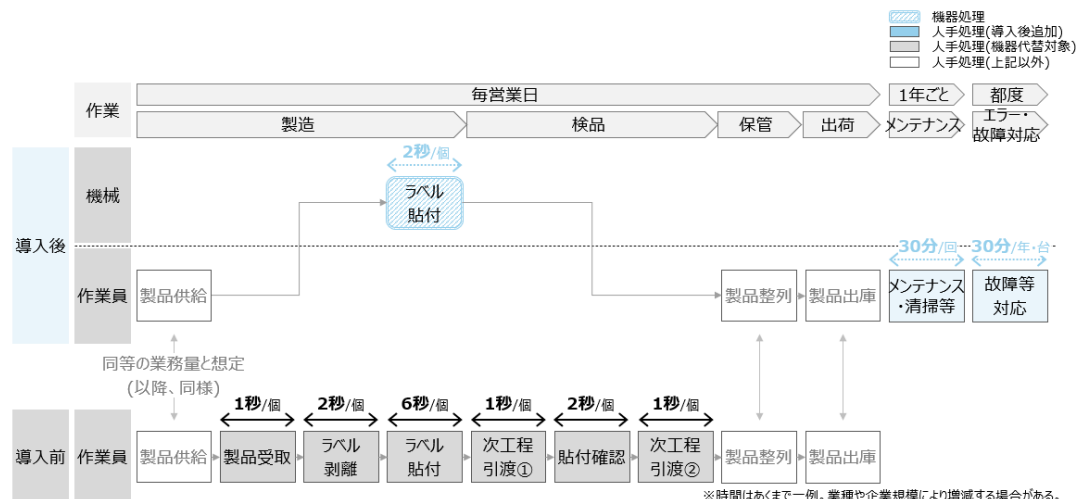 機器処理
人手処理(導入後追加)
人手処理(機器代替対象)
人手処理(上記以外)
作業
毎営業日
1年ごと
都度
製造
検品
保管
出荷
メンテナンス
エラー・
故障対応
導入後
機械
2秒/個
ラベル
貼付
作業員
製品供給
製品整列
製品出庫
30分/回
メンテナンス
・清掃等
30分/年・台
故障等
対応
同等の業務量と想定
(以降、同様)
導入前
作業員
製品供給
1秒/個
製品受取
2秒/個
ラベル
剥離
6秒/個
ラベル
貼付
1秒/個
次工程
引渡①
2秒/個
貼付確認
1秒/個
次工程
引渡②
製品整列
製品出庫
※時間はあくまで一例。業種や企業規模により増減する場合がある。